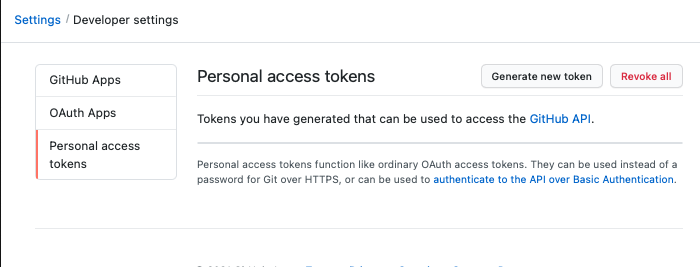 Settings / Developer settings
GitHub Apps
OAuth Apps
Personal access
tokens
Personal access tokens
Generate new token
Revoke all
Tokens you have generated that can be used to access the GitHub API.
Personal access tokens function like ordinary OAuth access tokens. They can be used instead of a
password for Git over HTTPS, or can be used to authenticate to the API over Basic Authentication.